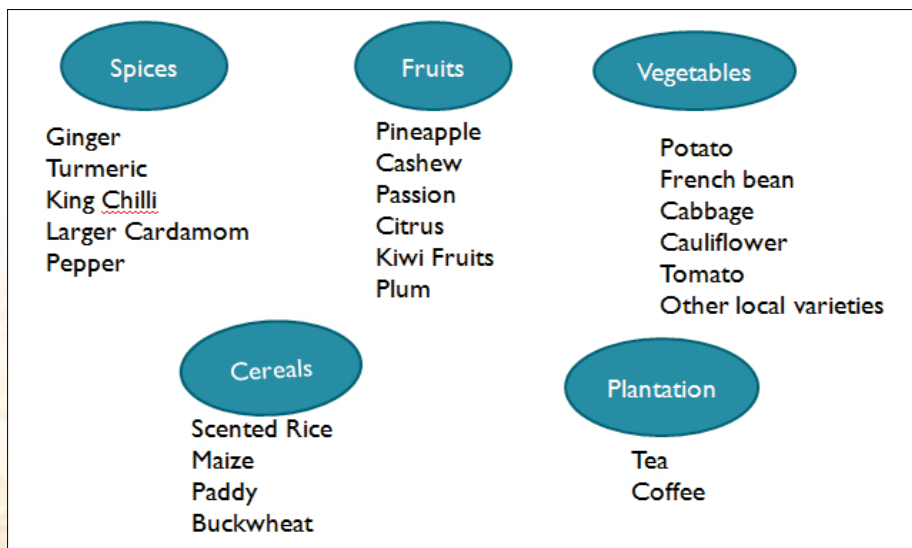 Spices
Ginger
Turmeric
King Chilli
Larger Cardamom
Pepper
Fruits
Pineapple
Cashew
Passion
Citrus
Kiwi Fruits
Plum
Vegetables
Potato
French bean
Cabbage
Cauliflower
Tomato
Other local varieties
Cereals
Scented Rice
Maize
Paddy
Buckwheat
Plantation
Tea
Coffee